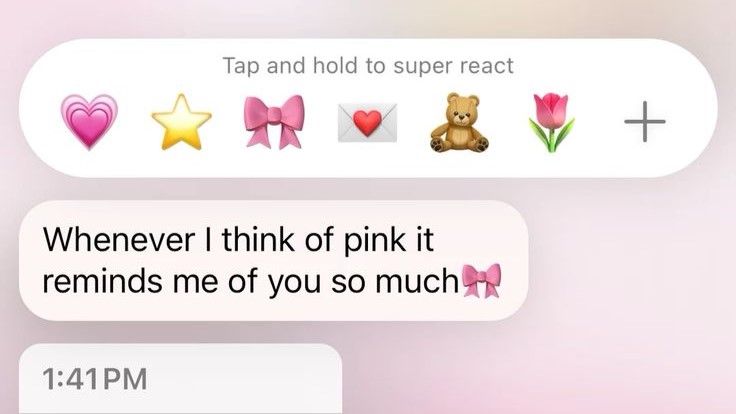 Tap and hold to super react
Whenever I think of pink it
reminds me of you so much🎀
1:41PM